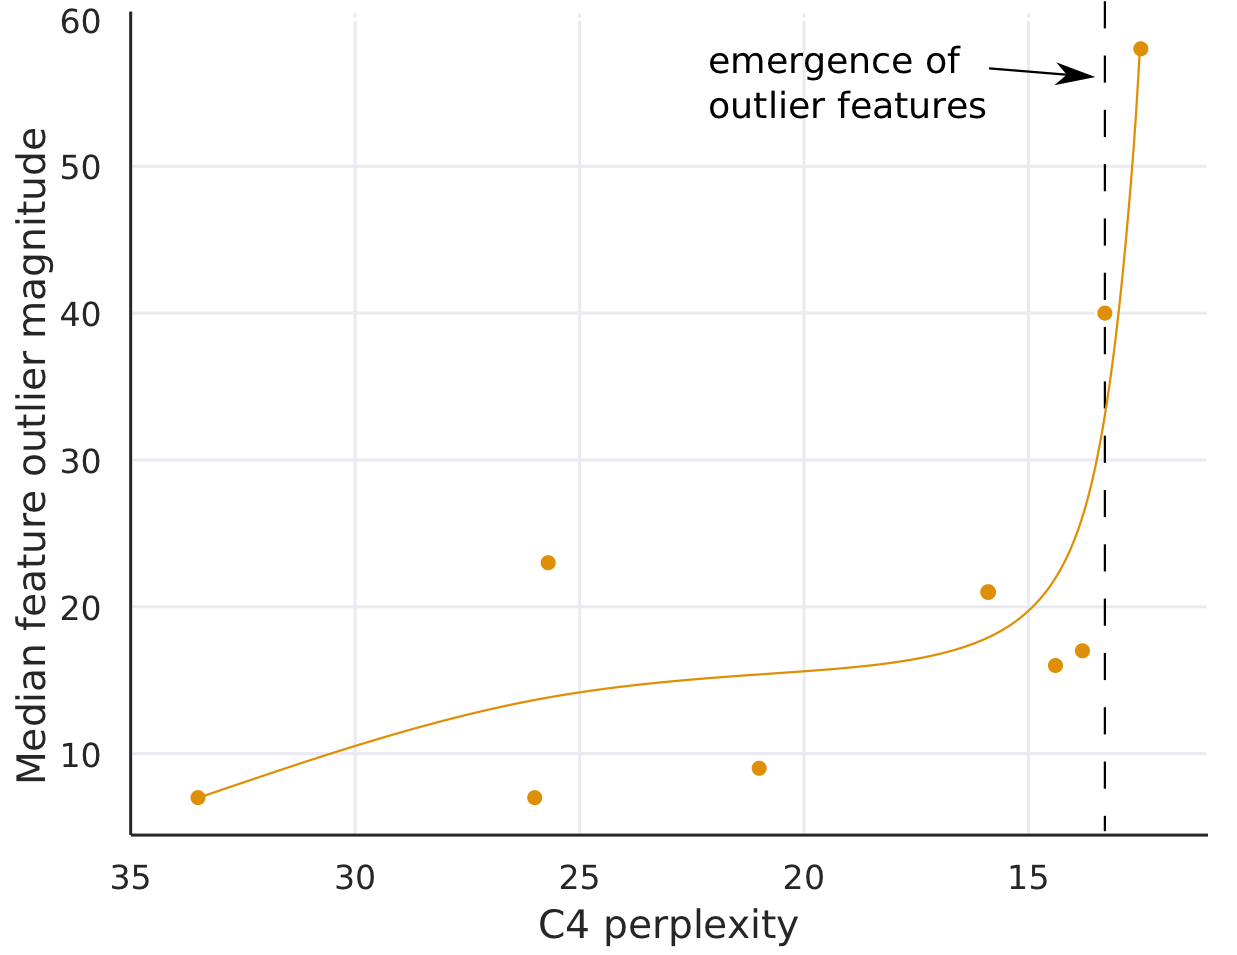 60
emergence of
outlier features
50
40
30
20
10
Median feature outlier magnitude
35 30 25 20 15
C4 perplexity